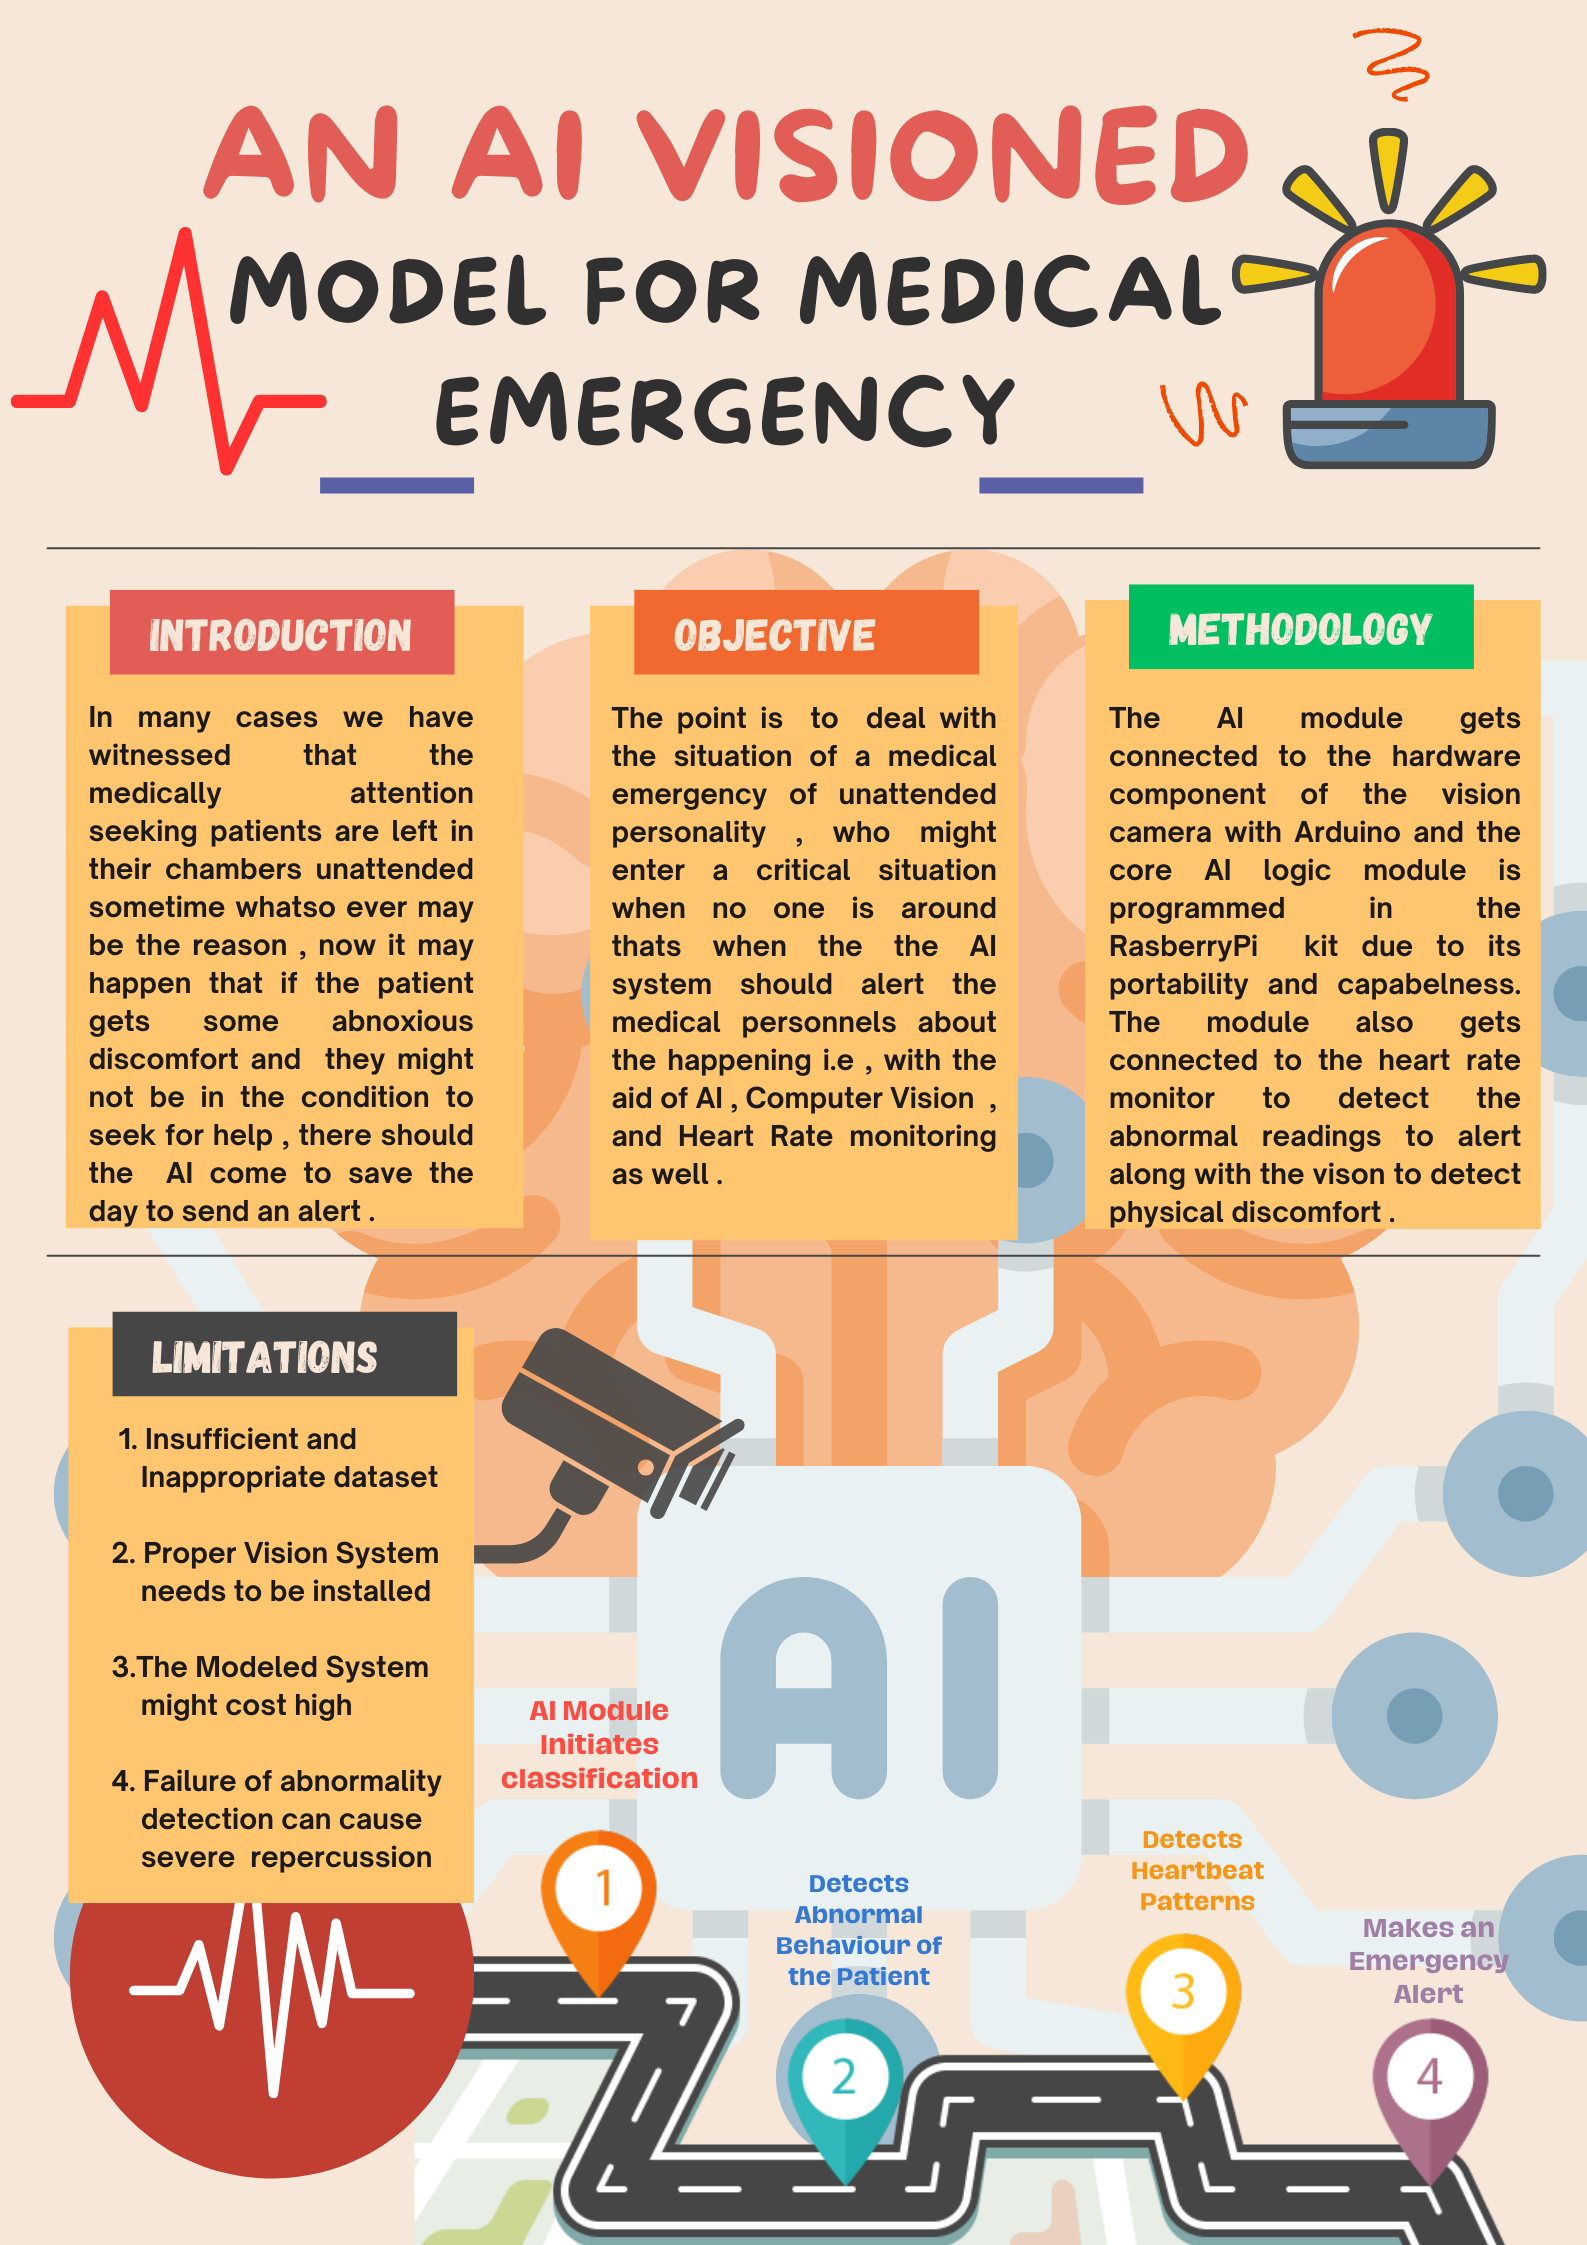 AN AI VISIONED
MODEL FOR MEDICAL
EMERGENCY
INTRODUCTION
In many cases we have
witnessed that the
medically attention
seeking patients are left in
their chambers unattended
sometime whatso ever may
be the reason , now it may
happen that if the patient
gets some abnoxious
discomfort and they might
not be in the condition to
seek for help , there should
the AI come to save the
day to send an alert .
OBJECTIVE
The point is to deal with
the situation of a medical
emergency of unattended
personality , who might
enter a critical situation
when no one is around
thats when the the AI
system should alert the
medical personnels about
the happening i.e , with the
aid of AI , Computer Vision ,
and Heart Rate monitoring
as well .
METHODOLOGY
The AI module gets
connected to the hardware
component of the vision
camera with Arduino and the
core AI logic module is
programmed in the
RasberryPi kit due to its
portability and capabelness.
The module also gets
connected to the heart rate
monitor to detect the
abnormal readings to alert
along with the vison to detect
physical discomfort .
LIMITATIONS
1. Insufficient and
Inappropriate dataset
2. Proper Vision System
needs to be installed
3.The Modeled System
might cost high
4. Failure of abnormality
detection can cause
severe repercussion
AI
AI Module
Initiates
classification
1
Detects
Abnormal
Behaviour of
the Patient
2
Detects
Heartbeat
Patterns
3
Makes an
Emergency
Alert
4